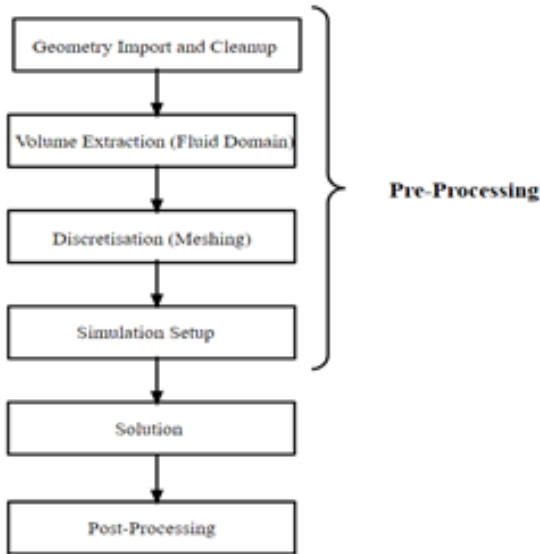 Geometry Import and Cleanup
Volume Extraction (Fluid Domain)
Pre-Processing
Discretisation (Meshing)
Simulation Setup
Solution
Post-Processing